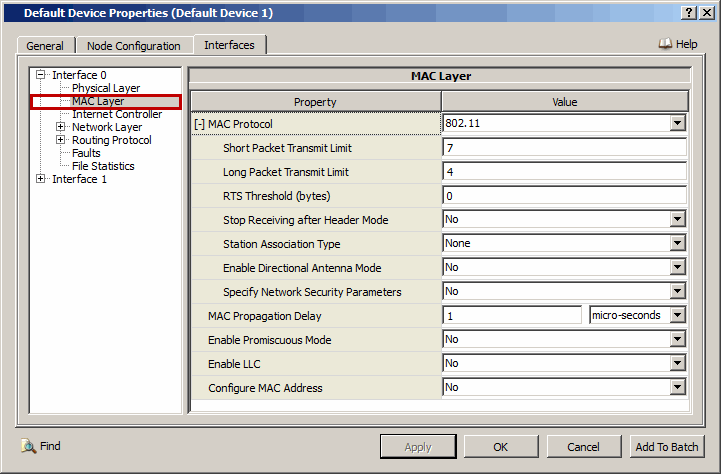 Default Device Properties (Default Device 1)
General
Node Configuration
Interfaces
Help
Interface 0
Physical Layer
MAC Layer
Internet Controller
Network Layer
Routing Protocol
Faults
File Statistics
Interface 1
MAC Layer
Property Value
[-] MAC Protocol 802.11
Short Packet Transmit Limit 7
Long Packet Transmit Limit 4
RTS Threshold (bytes) 0
Stop Receiving after Header Mode No
Station Association Type None
Enable Directional Antenna Mode No
Specify Network Security Parameters No
MAC Propagation Delay 1 micro-seconds
Enable Promiscuous Mode No
Enable LLC No
Configure MAC Address No
Find
Apply
OK
Cancel
Add To Batch